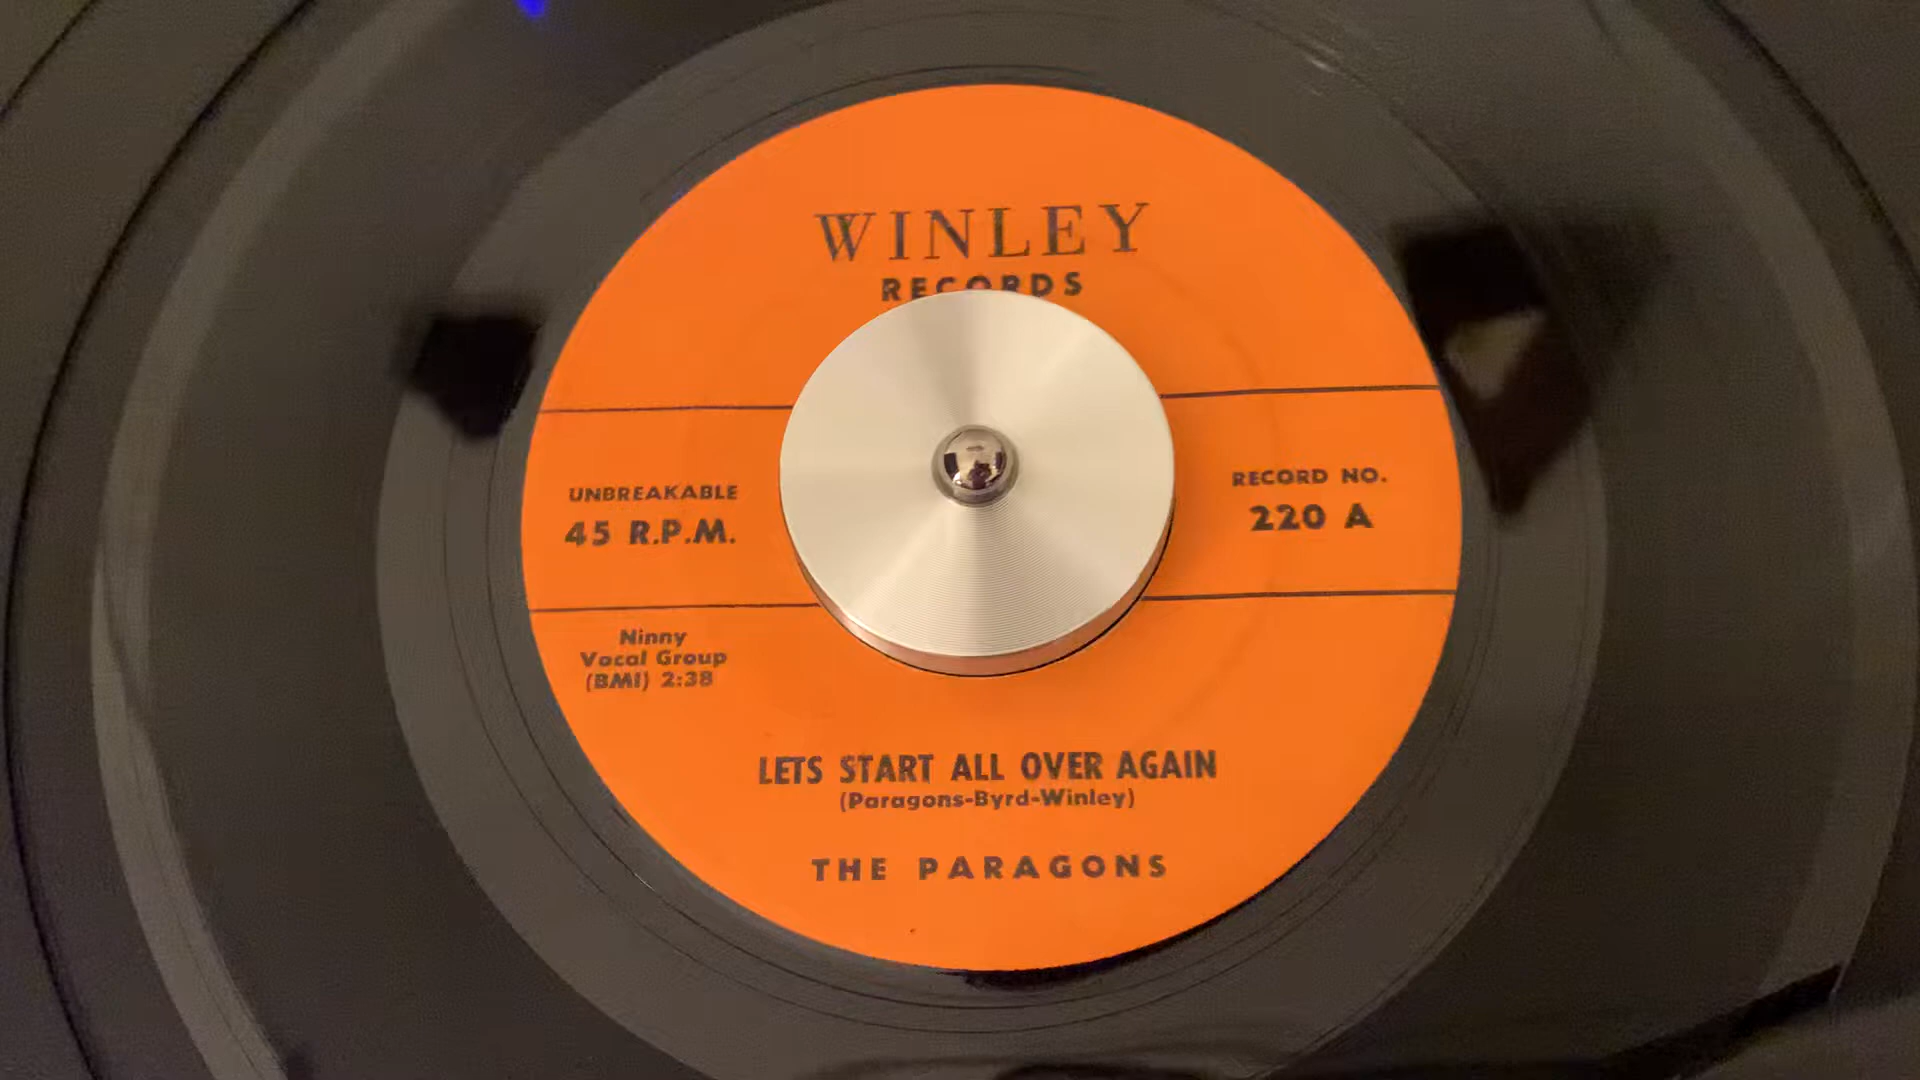 WINLEY
RECORDS
UNBREAKABLE
45 R.P.M.
RECORD NO.
220 A
Ninny
Vocal Group
(BMI) 2:38
LETS START ALL OVER AGAIN
(Paragons-Byrd-Winley)
THE PARAGONS